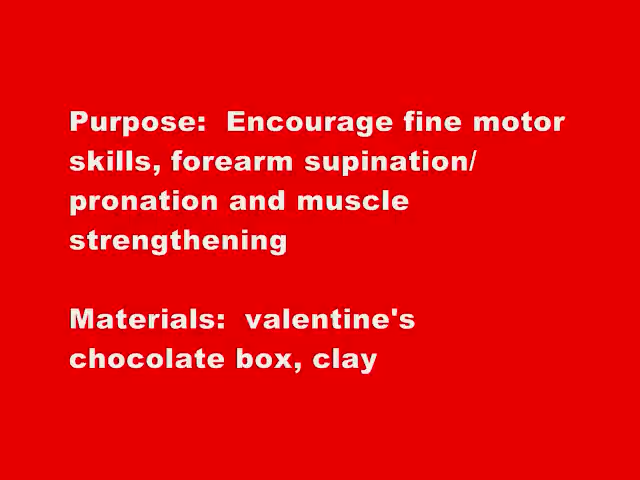 Purpose:  Encourage fine motor
skills, forearm supination/
pronation and muscle
strengthening
Materials:  valentine's
chocolate box, clay